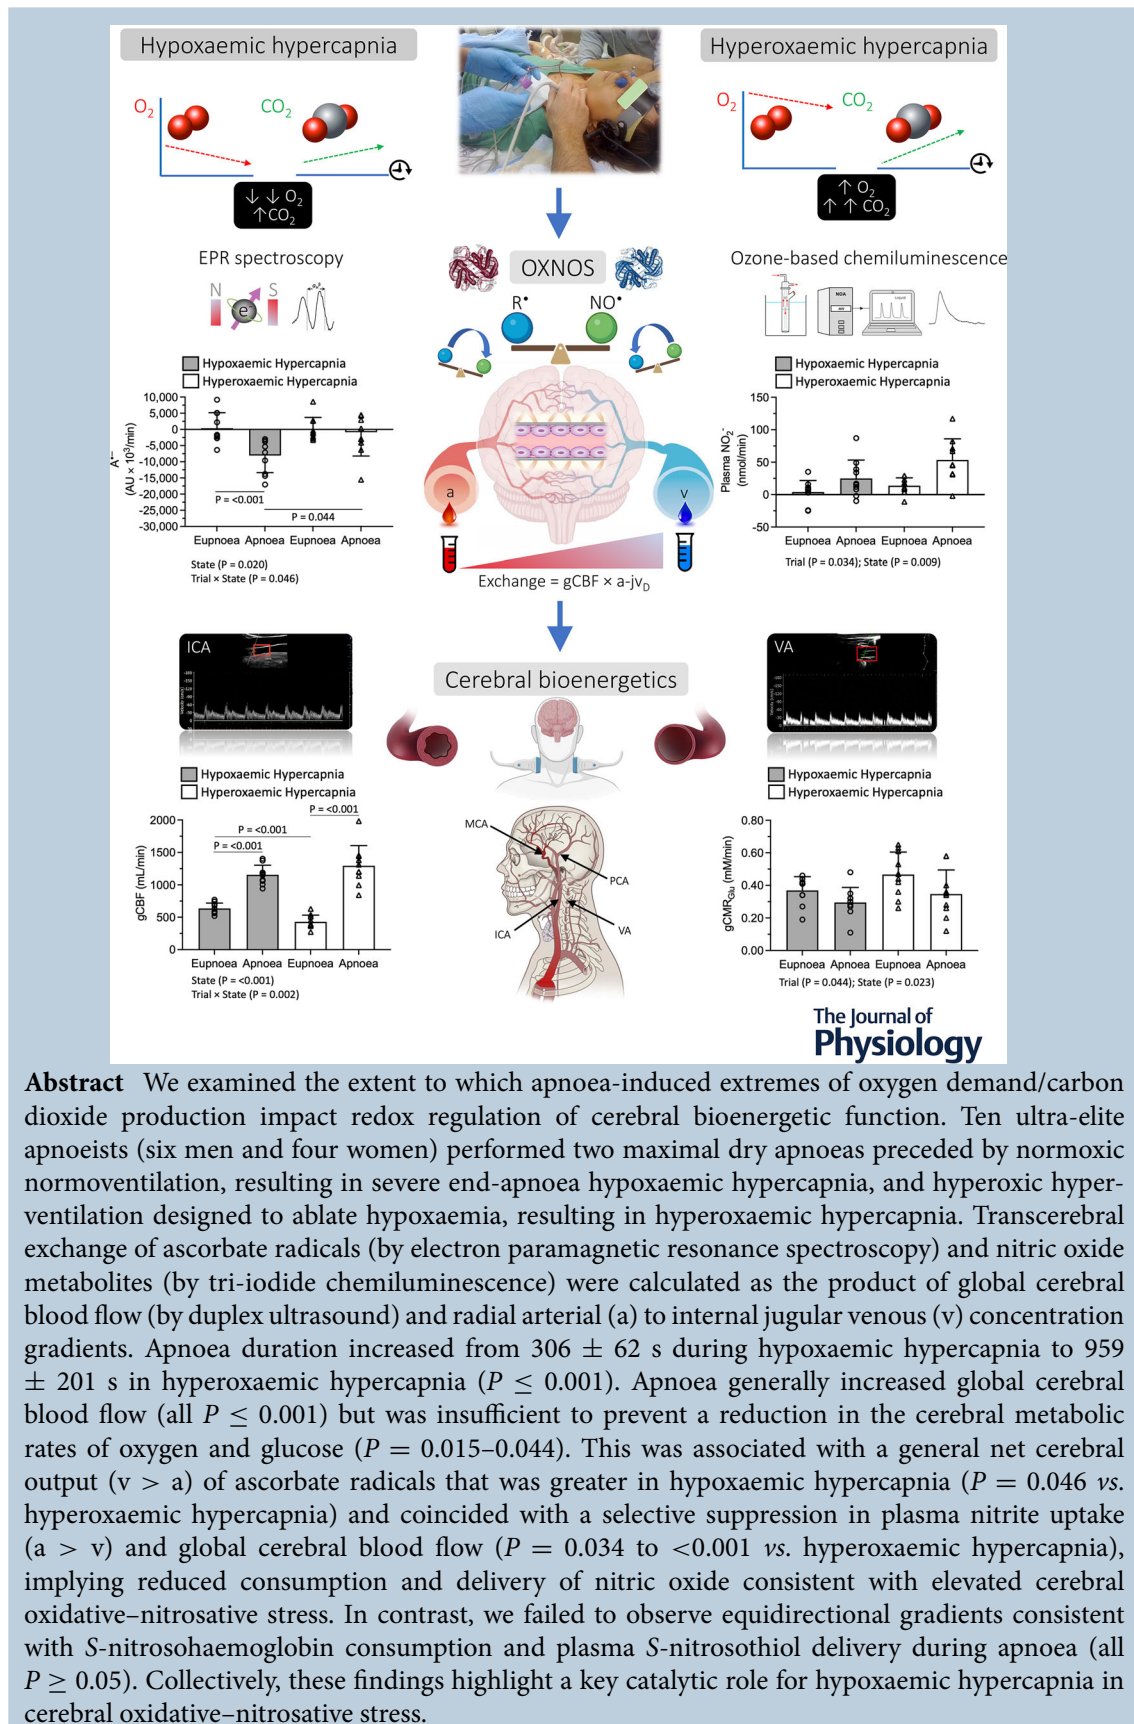 Hypoxaemic hypercapnia
Hyperoxaemic hypercapnia
O2
CO2
↓ ↓ O2
↑CO2
O2
CO2
↑ O2
↑ ↑ CO2
EPR spectroscopy
N
e-
S
OXNOS
R•
NO•
Ozone-based chemiluminescence
NOA
Liquid
Hypoxaemic Hypercapnia
Hyperoxaemic Hypercapnia
10,000
5,000
0
-5,000
-10,000
-15,000
-20,000
-25,000
-30,000
(AU × 10³/min)
P = <0.001
P = 0.044
Eupnoea Apnoea Eupnoea Apnoea
State (P = 0.020)
Trial × State (P = 0.046)
a
v
Exchange = gCBF × a-jvD
Hypoxaemic Hypercapnia
Hyperoxaemic Hypercapnia
150
100
50
0
-50
Plasma NO2-
(nmol/min)
Eupnoea Apnoea Eupnoea Apnoea
Trial (P = 0.034); State (P = 0.009)
ICA
VA
Cerebral bioenergetics
Hypoxaemic Hypercapnia
Hyperoxaemic Hypercapnia
2000
1500
1000
500
0
gCBF (mL/min)
P = <0.001
P = <0.001
P = <0.001
Eupnoea Apnoea Eupnoea Apnoea
State (P = <0.001)
Trial × State (P = 0.002)
MCA
PCA
ICA
VA
Hypoxaemic Hypercapnia
Hyperoxaemic Hypercapnia
0.80
0.60
0.40
0.20
0.00
gCMRGlu (mM/min)
Eupnoea Apnoea Eupnoea Apnoea
Trial (P = 0.044); State (P = 0.023)
The Journal of
Physiology
Abstract We examined the extent to which apnoea-induced extremes of oxygen demand/carbon
dioxide production impact redox regulation of cerebral bioenergetic function. Ten ultra-elite
apnoeists (six men and four women) performed two maximal dry apnoeas preceded by normoxic
normoventilation, resulting in severe end-apnoea hypoxaemic hypercapnia, and hyperoxic hyper-
ventilation designed to ablate hypoxaemia, resulting in hyperoxaemic hypercapnia. Transcerebral
exchange of ascorbate radicals (by electron paramagnetic resonance spectroscopy) and nitric oxide
metabolites (by tri-iodide chemiluminescence) were calculated as the product of global cerebral
blood flow (by duplex ultrasound) and radial arterial (a) to internal jugular venous (v) concentration
gradients. Apnoea duration increased from 306 ± 62 s during hypoxaemic hypercapnia to 959
± 201 s in hyperoxaemic hypercapnia (P ≤ 0.001). Apnoea generally increased global cerebral
blood flow (all P ≤ 0.001) but was insufficient to prevent a reduction in the cerebral metabolic
rates of oxygen and glucose (P = 0.015–0.044). This was associated with a general net cerebral
output (v > a) of ascorbate radicals that was greater in hypoxaemic hypercapnia (P = 0.046 vs.
hyperoxaemic hypercapnia) and coincided with a selective suppression in plasma nitrite uptake
(a > v) and global cerebral blood flow (P = 0.034 to <0.001 vs. hyperoxaemic hypercapnia),
implying reduced consumption and delivery of nitric oxide consistent with elevated cerebral
oxidative–nitrosative stress. In contrast, we failed to observe equidirectional gradients consistent
with S-nitrosohaemoglobin consumption and plasma S-nitrosothiol delivery during apnoea (all
P ≥ 0.05). Collectively, these findings highlight a key catalytic role for hypoxaemic hypercapnia in
cerebral oxidative–nitrosative stress.